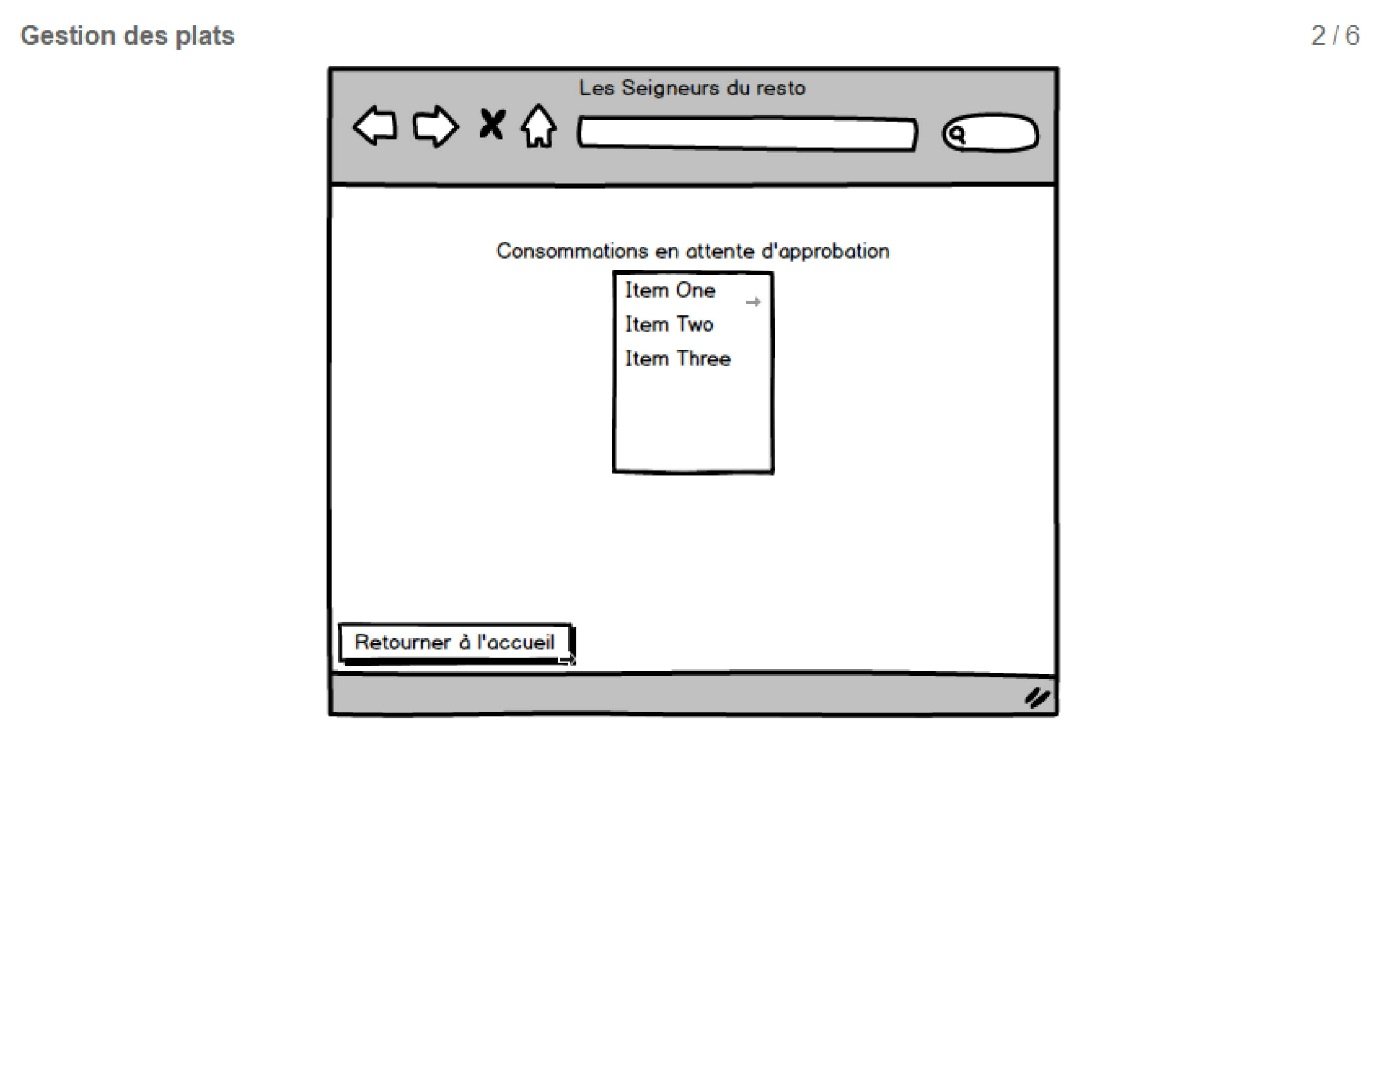 Gestion des plats
2 / 6
Les Seigneurs du resto
Consommations en attente d'approbation
Item One
Item Two
Item Three
Retourner à l'accueil